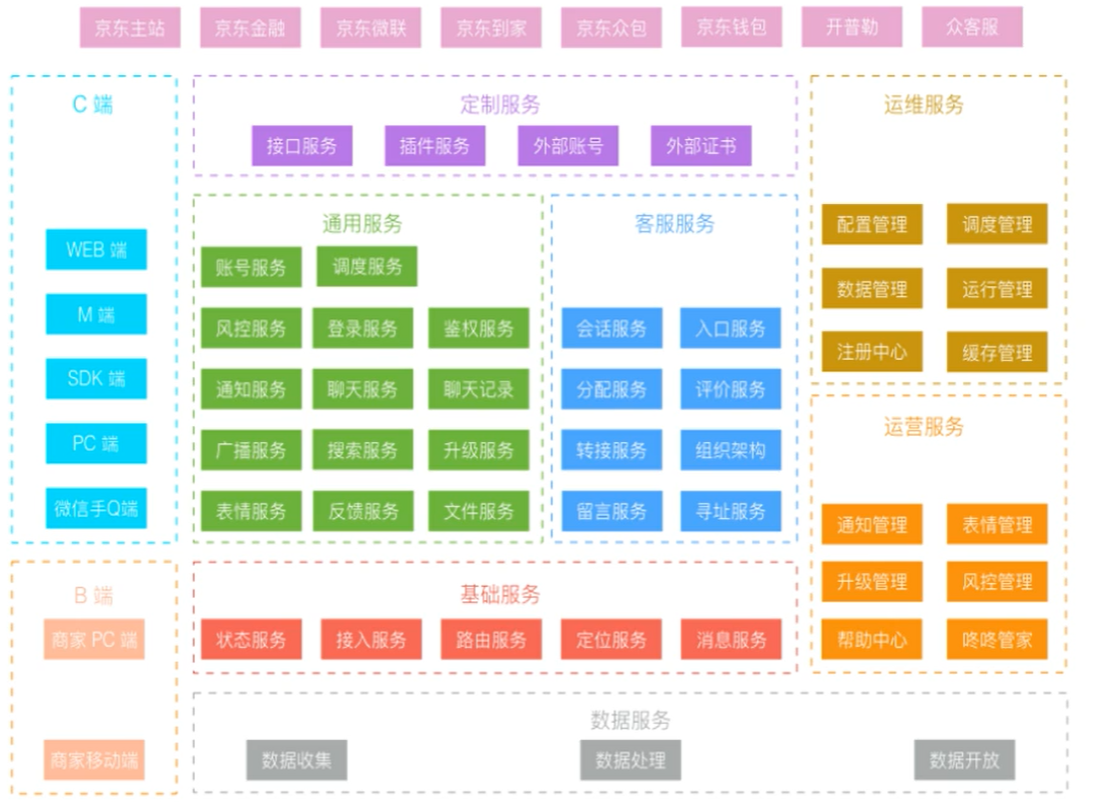 京东主站 京东金融 京东微联 京东到家 京东众包 京东钱包 开普勒 众客服
C 端
WEB 端
M 端
SDK 端
PC 端
微信手Q端
B 端
商家 PC 端
商家移动端
定制服务
接口服务 插件服务 外部账号 外部证书
通用服务
账号服务 调度服务
风控服务 登录服务 鉴权服务
通知服务 聊天服务 聊天记录
广播服务 搜索服务 升级服务
表情服务 反馈服务 文件服务
客服服务
会话服务 入口服务
分配服务 评价服务
转接服务 组织架构
留言服务 寻址服务
基础服务
状态服务 接入服务 路由服务 定位服务 消息服务
运维服务
配置管理 调度管理
数据管理 运行管理
注册中心 缓存管理
运营服务
通知管理 表情管理
升级管理 风控管理
帮助中心 咚咚管家
数据服务
数据收集 数据处理 数据开放